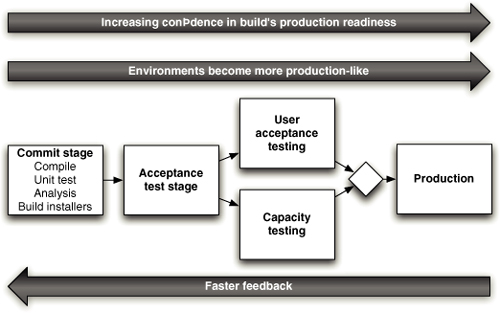 Increasing conÞdence in build's production readiness
Environments become more production-like
Commit stage
Compile
Unit test
Analysis
Build installers
Acceptance
test stage
User
acceptance
testing
Capacity
testing
Production
Faster feedback